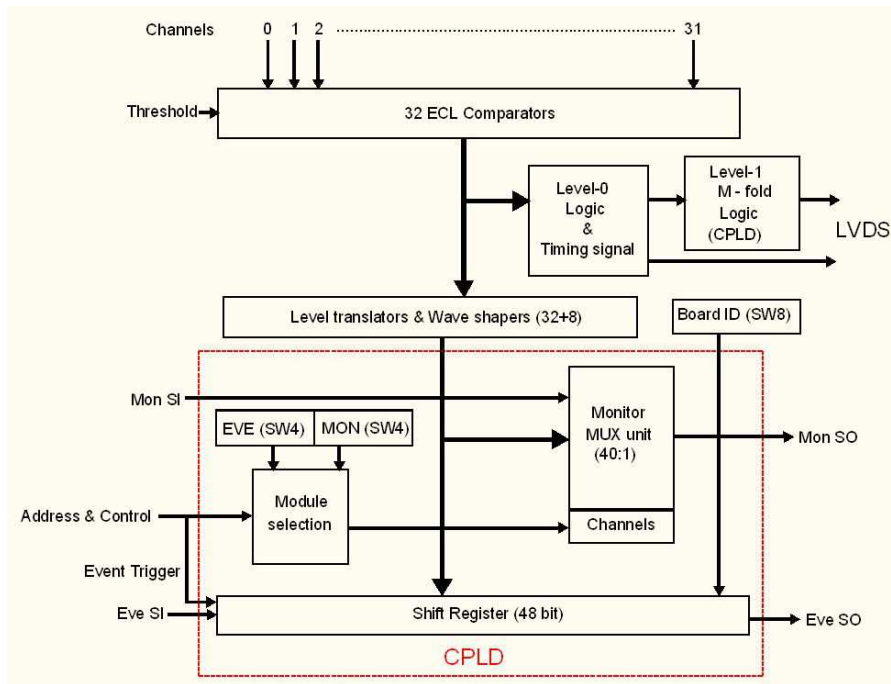 Channels 0 1 2 31
Threshold
32 ECL Comparators
Level-0
Logic
&
Timing signal
Level-1
M - fold
Logic
(CPLD)
LVDS
Level translators & Wave shapers (32+8)
Board ID (SW8)
Mon SI
EVE (SW4) MON (SW4)
Monitor
MUX unit
(40:1)
Mon SO
Module
selection
Channels
Address & Control
Event Trigger
Eve SI
Shift Register (48 bit)
Eve SO
CPLD